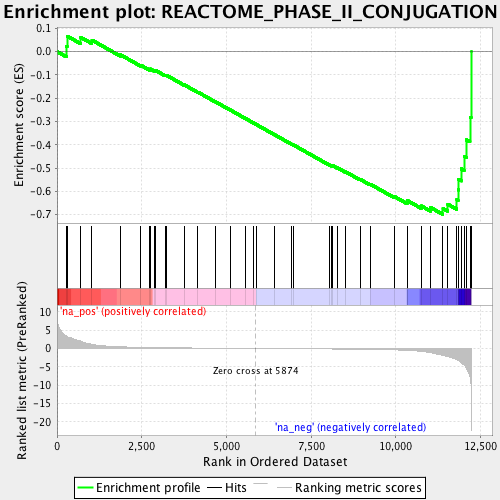 Enrichment plot: REACTOME_PHASE_II_CONJUGATION
Enrichment score (ES)
0.1
0.0
-0.1
-0.2
-0.3
-0.4
-0.5
-0.6
-0.7
'na_pos' (positively correlated)
Ranked list metric (PreRanked)
10
5
0
-5
-10
-15
-20
Zero cross at 5874
'na_neg' (negatively correlated)
0
2,500
5,000
7,500
10,000
12,500
Rank in Ordered Dataset
Enrichment profile
Hits
Ranking metric scores